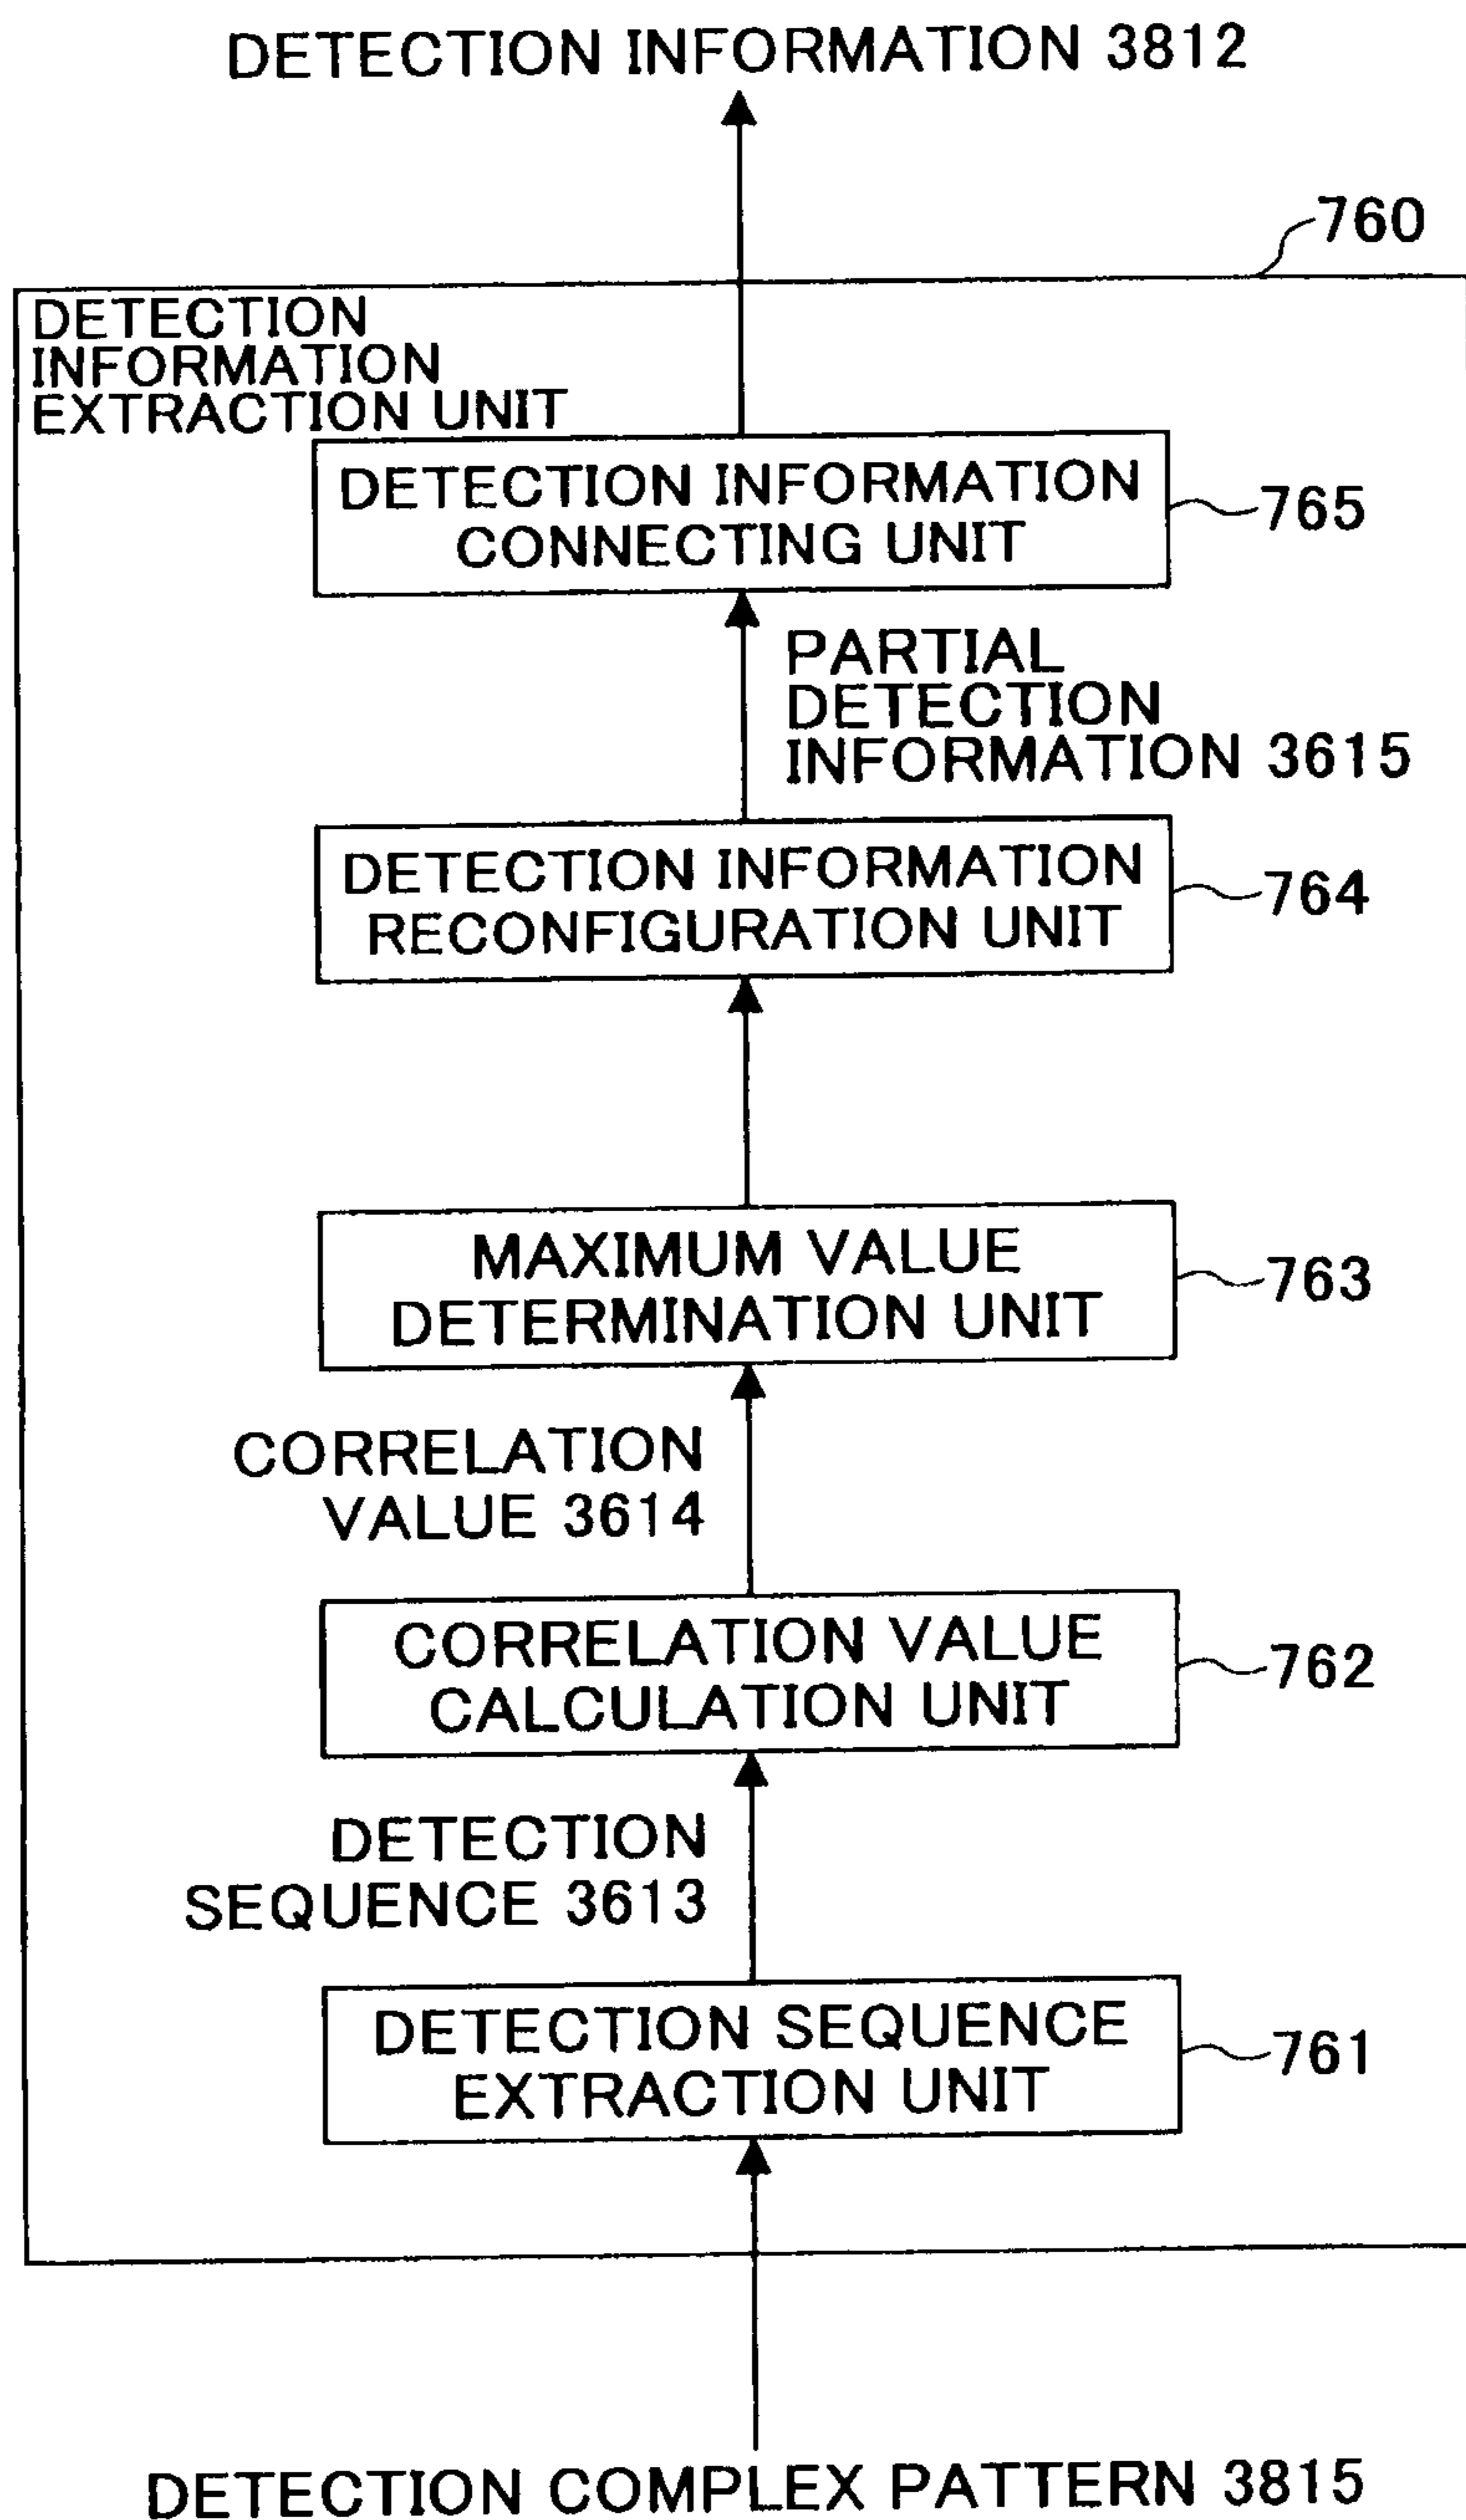 DETECTION INFORMATION 3812
760
DETECTION
INFORMATION
EXTRACTION UNIT
DETECTION INFORMATION
CONNECTING UNIT
765
PARTIAL
DETECTION
INFORMATION 3615
DETECTION INFORMATION
RECONFIGURATION UNIT
764
MAXIMUM VALUE
DETERMINATION UNIT
763
CORRELATION
VALUE 3614
CORRELATION VALUE
CALCULATION UNIT
762
DETECTION
SEQUENCE 3613
DETECTION SEQUENCE
EXTRACTION UNIT
761
DETECTION COMPLEX PATTERN 3815